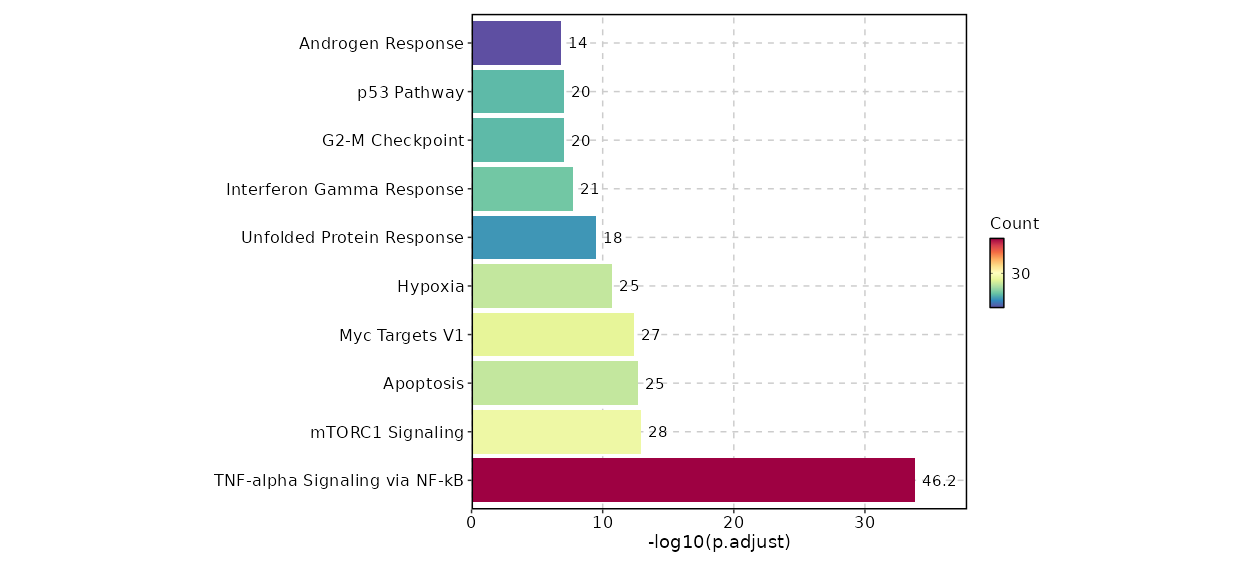 Androgen Response 14
p53 Pathway 20
G2-M Checkpoint 20
Interferon Gamma Response 21
Unfolded Protein Response 18
Hypoxia 25
Myc Targets V1 27
Apoptosis 25
mTORC1 Signaling 28
TNF-alpha Signaling via NF-kB 46.2
0 10 20 30
-log10(p.adjust)
Count
30